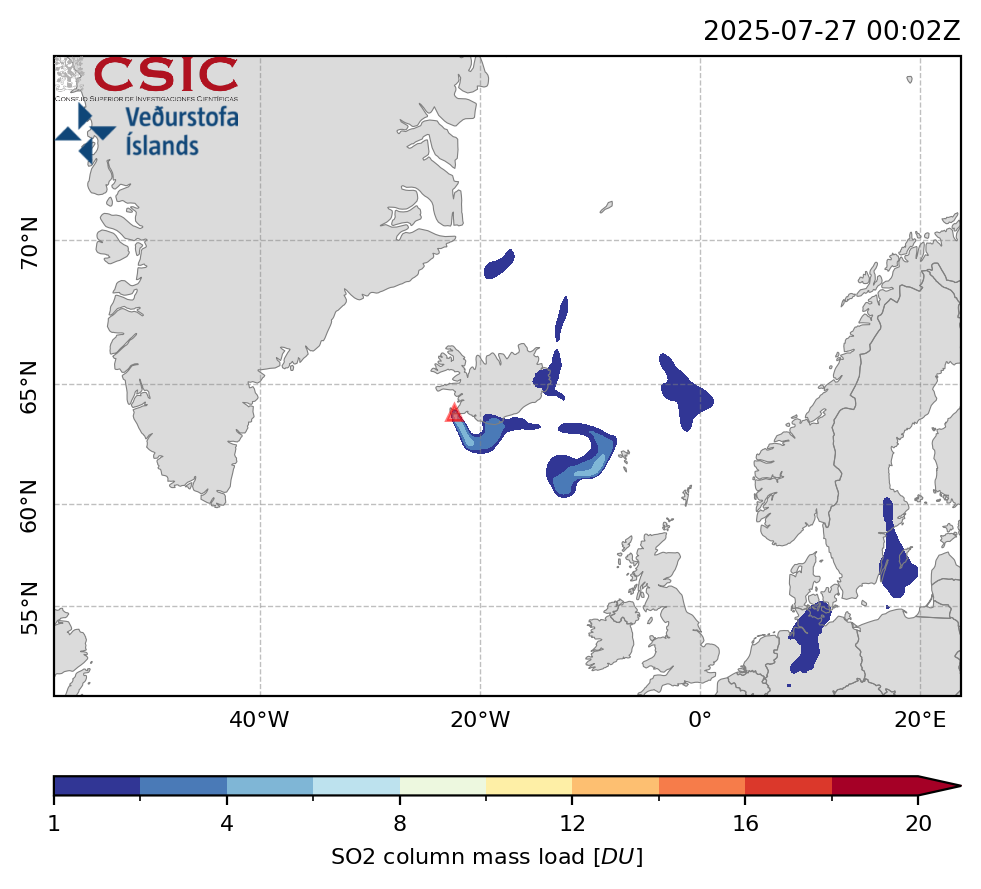 2025-07-27 00:02Z
CSIC
CONSEJO SUPERIOR DE INVESTIGACIONES CIENTÍFICAS
Veðurstofa
Íslands
70°N
65°N
60°N
55°N
40°W 20°W 0° 20°E
1 4 8 12 16 20
SO2 column mass load [DU]